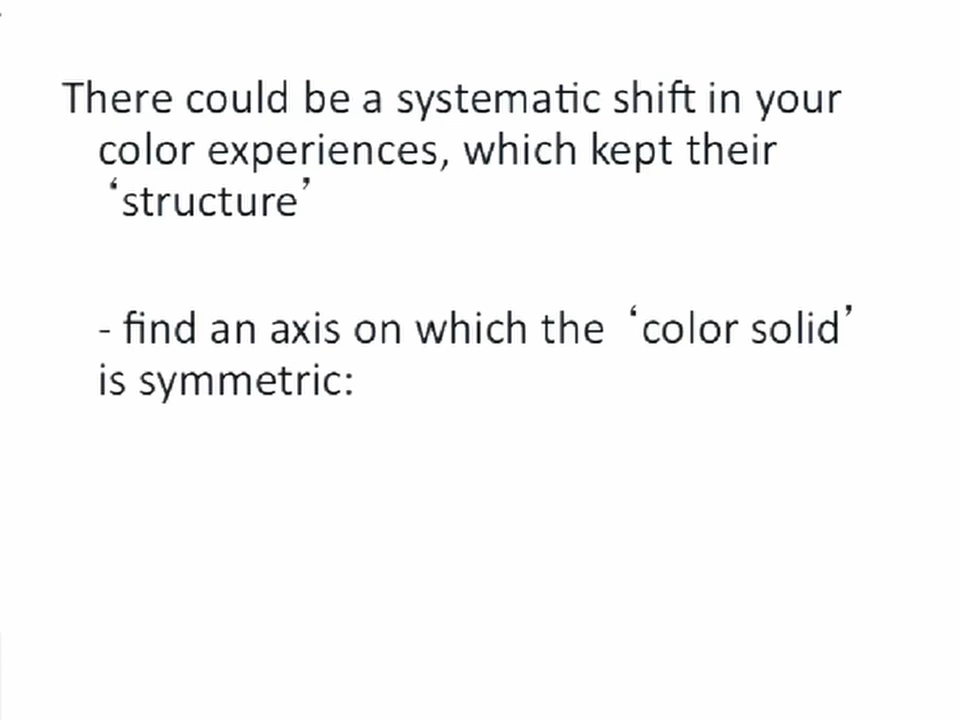 There could be a systematic shift in your
color experiences, which kept their
‘structure’
- find an axis on which the ‘color solid’
is symmetric: